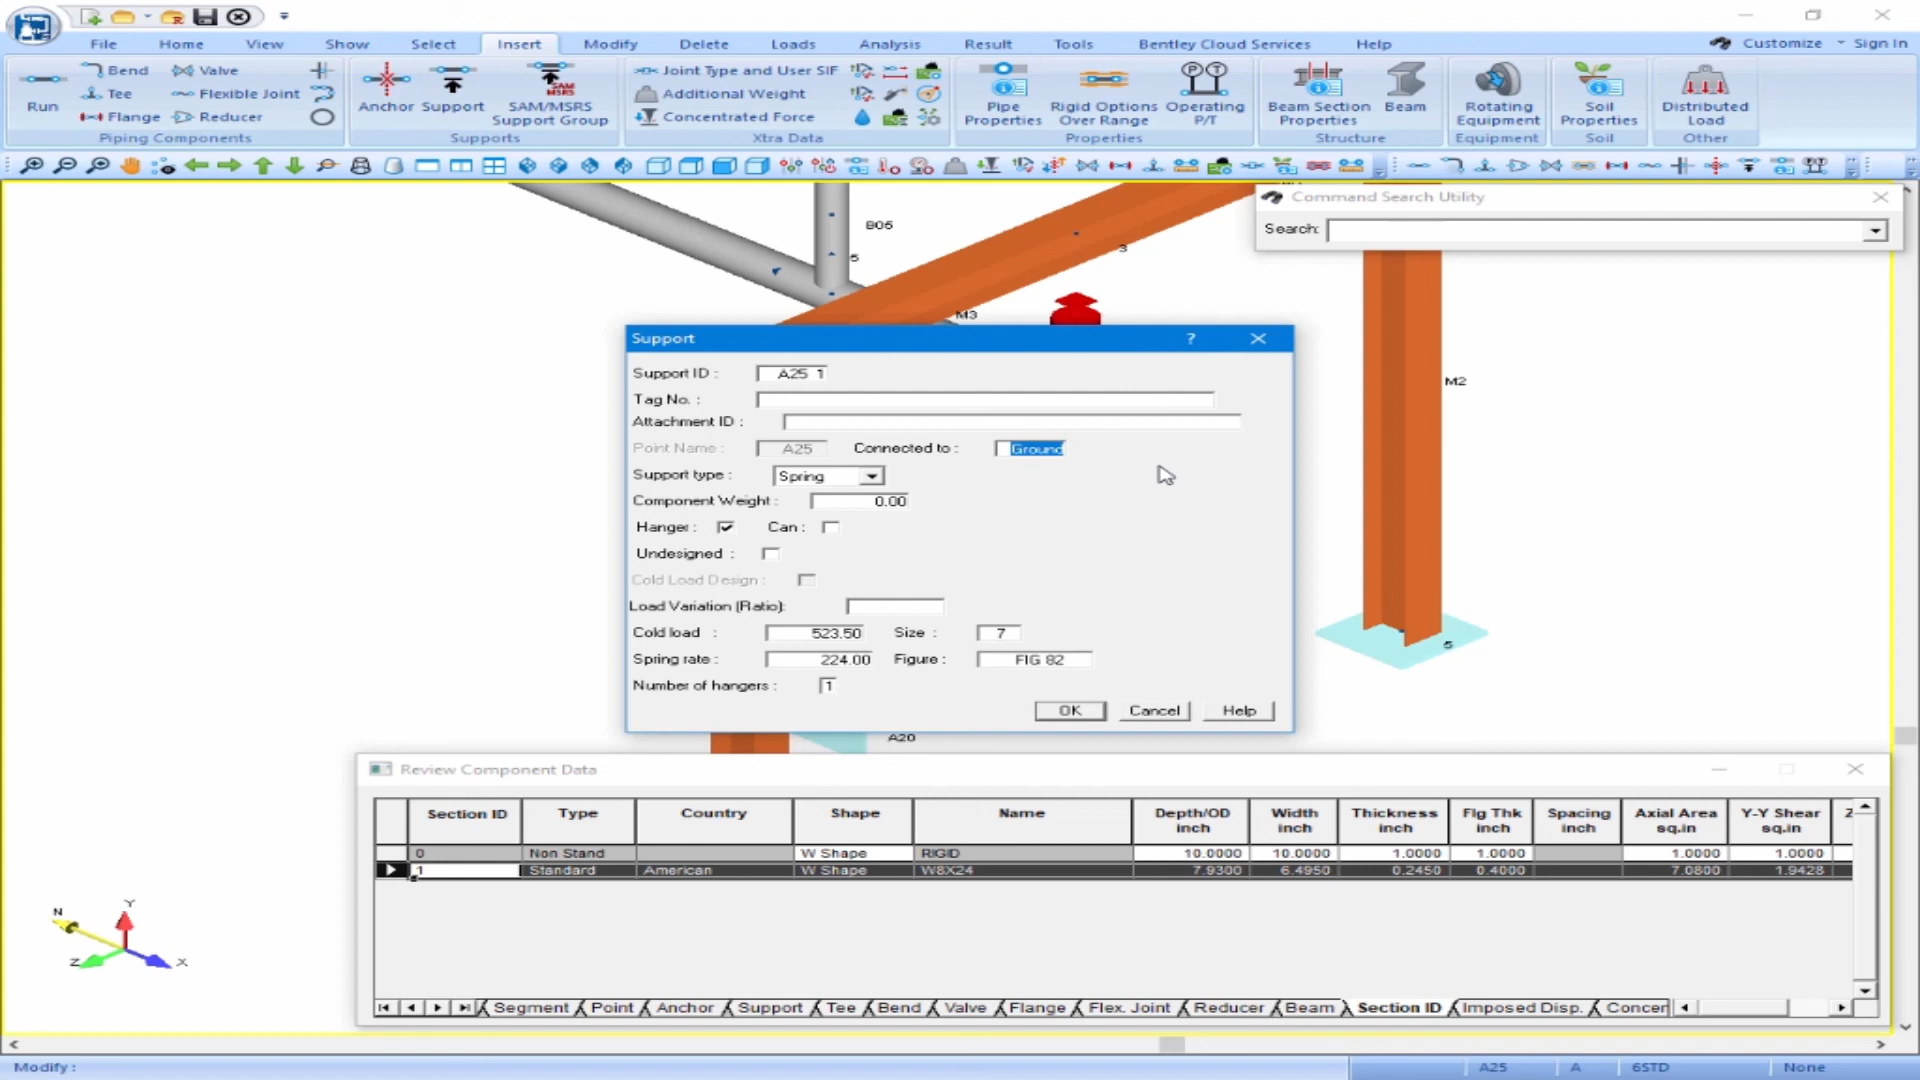 File Home View Show Select Insert Modify Delete Loads Analysis Result Tools Bentley Cloud Services Help Customize Sign In
Run
Bend Valve
Tee Flexible Joint
Flange Reducer
Piping Components
Anchor Support SAM/MSRS
Support Group
Supports
Joint Type and User SIF
Additional Weight
Concentrated Force
Xtra Data
Pipe
Properties
Rigid Options
Over Range
Operating
P/T
Properties
Beam Section
Properties
Beam
Structure
Rotating
Equipment
Equipment
Soil
Properties
Soil
Distributed
Load
Other
Command Search Utility
Search:
B05
5
3
M3
M2
5
Support ?
Support ID : A25 1
Tag No. :
Attachment ID :
Point Name : A25 Connected to : Ground
Support type : Spring
Component Weight : 0.00
Hanger : Can :
Undesigned :
Cold Load Design :
Load Variation (Ratio):
Cold load : 523.50 Size : 7
Spring rate : 224.00 Figure : FIG 82
Number of hangers : 1
OK Cancel Help
A20
Review Component Data
Section ID Type Country Shape Name Depth/OD inch Width inch Thickness inch Flg Thk inch Spacing inch Axial Area sq.in Y-Y Shear sq.in Z
0 Non Stand W Shape RIGID 10.0000 10.0000 1.0000 1.0000 1.0000 1.0000
1 Standard American W Shape W8X24 7.9300 6.4950 0.2450 0.4000 7.0800 1.9428
Segment Point Anchor Support Tee Bend Valve Flange Flex. Joint Reducer Beam Section ID Imposed Disp. Concer
N Y Z X
Modify : A25 A 6STD None